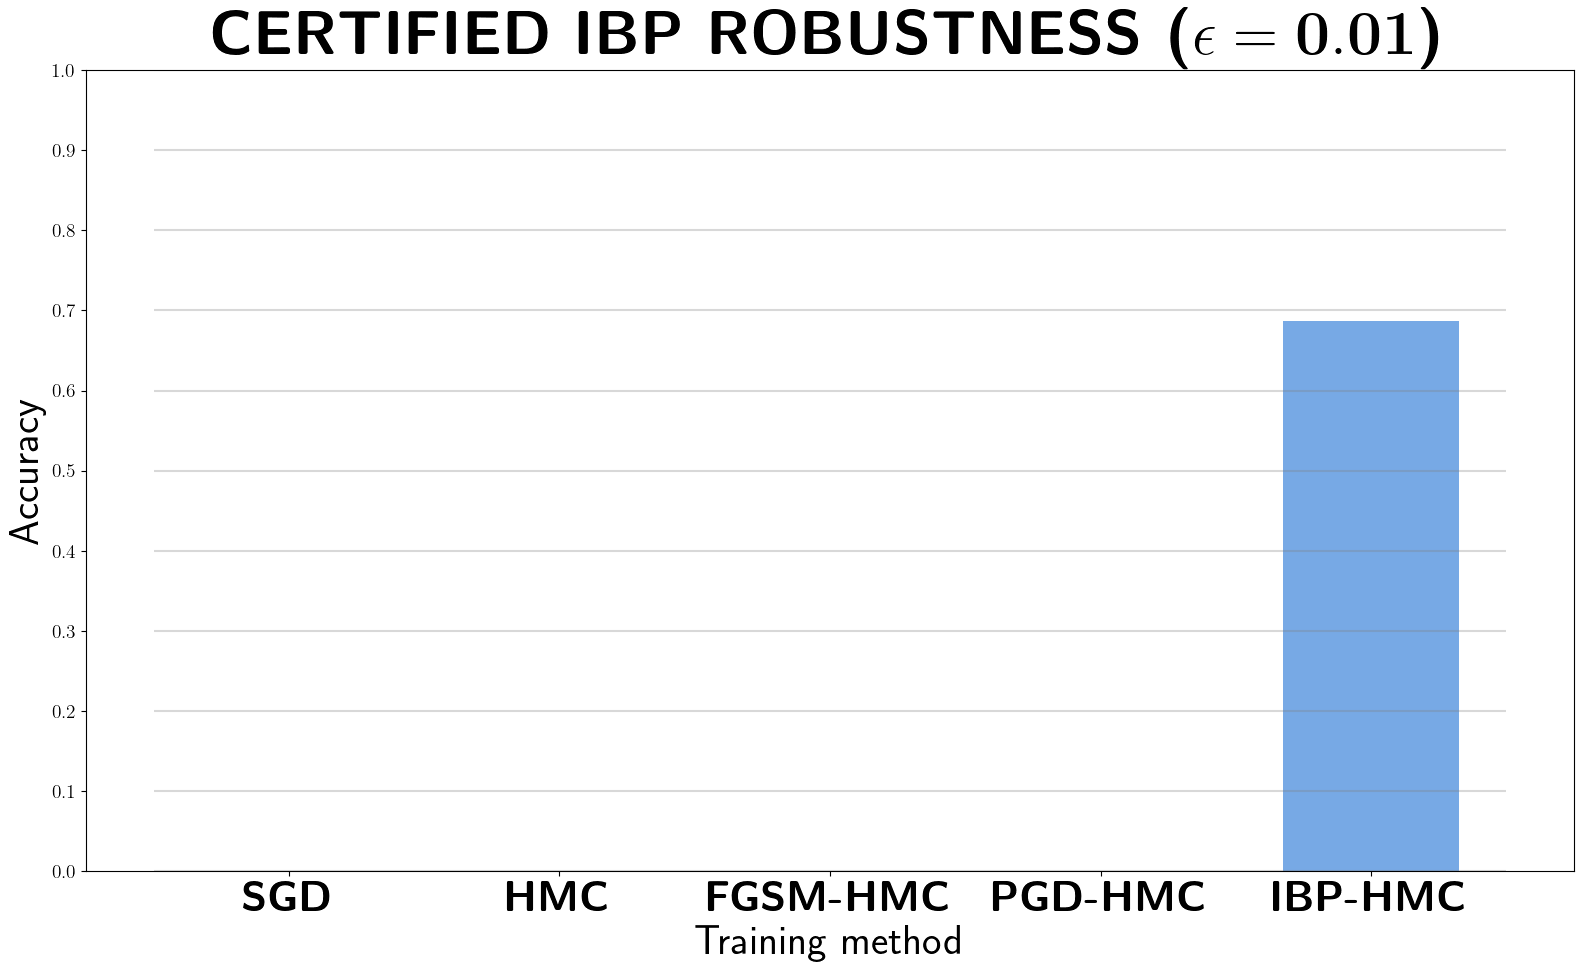 CERTIFIED IBP ROBUSTNESS (ϵ = 0.01)
1.0
0.9
0.8
0.7
0.6
0.5
0.4
0.3
0.2
0.1
0.0
Accuracy
SGD HMC FGSM-HMC PGD-HMC IBP-HMC
Training method